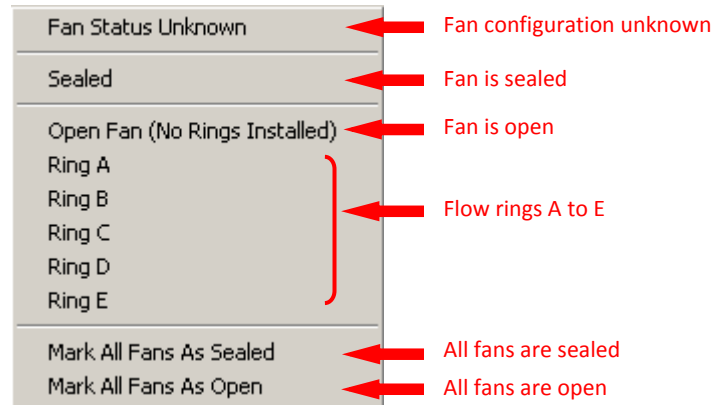 Fan Status Unknown Fan configuration unknown
Sealed Fan is sealed
Open Fan (No Rings Installed) Fan is open
Ring A
Ring B
Ring C Flow rings A to E
Ring D
Ring E
Mark All Fans As Sealed All fans are sealed
Mark All Fans As Open All fans are open